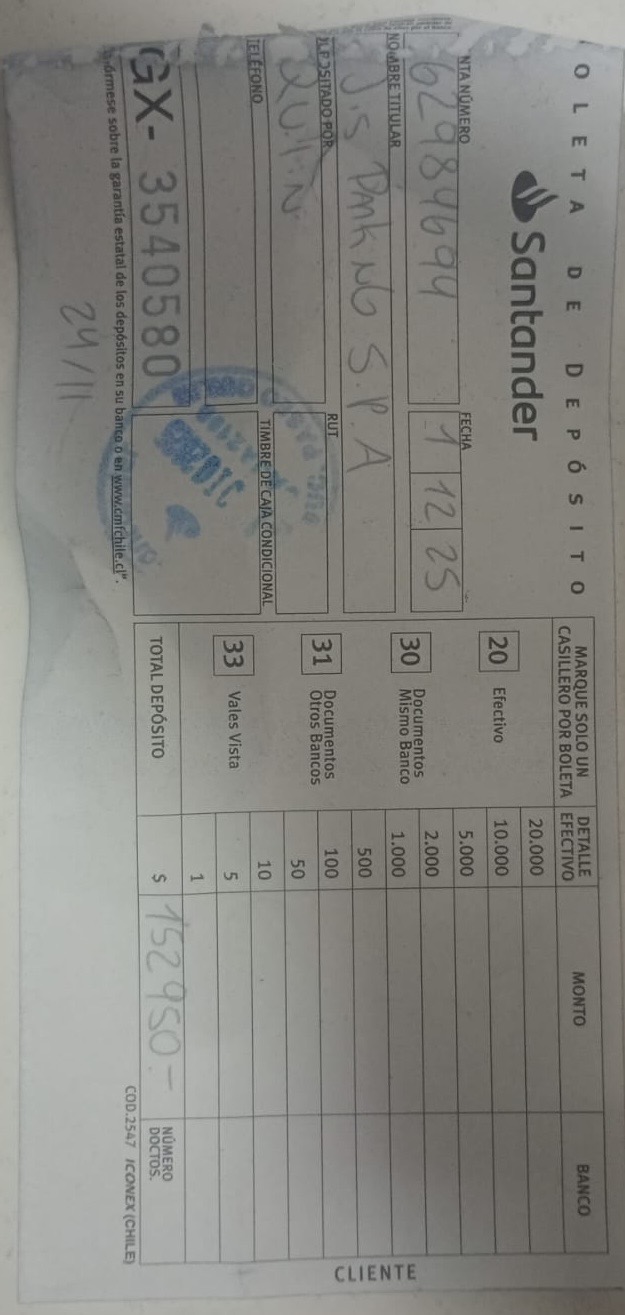 OLETA DE DEPÓSITO
Santander
NTA NÚMERO
62984694
FECHA
1 12 25
NOMBRE TITULAR
J.S PARKING S.P.A
DEPOSITADO POR
RUT
TELÉFONO
TIMBRE DE CAJA CONDICIONAL
GX- 3540580
fórmese sobre la garantía estatal de los depósitos en su banco o en www.cmfchile.cl".
24/11
MARQUE SOLO UN
CASILLERO POR BOLETA
20 Efectivo
30 Documentos
Mismo Banco
31 Documentos
Otros Bancos
33 Vales Vista
TOTAL DEPÓSITO
DETALLE
EFECTIVO
MONTO
BANCO
20.000
10.000
5.000
2.000
1.000
500
100
50
10
5
1
$ 152950-
NÚMERO
DOCTOS.
COD.2547 ICONEX (CHILE)
CLIENTE